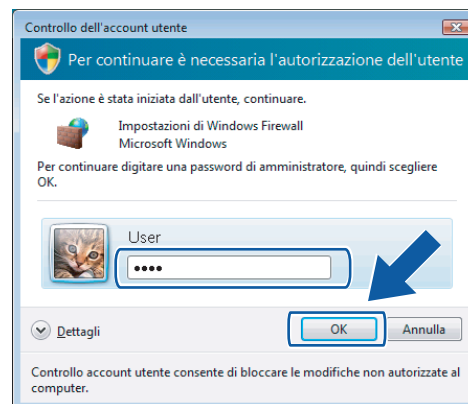 Controllo dell'account utente
Per continuare è necessaria l'autorizzazione dell'utente
Se l'azione è stata iniziata dall'utente, continuare.
Impostazioni di Windows Firewall
Microsoft Windows
Per continuare digitare una password di amministratore, quindi scegliere
OK.
User
••••
Dettagli
OK
Annulla
Controllo account utente consente di bloccare le modifiche non autorizzate al
computer.